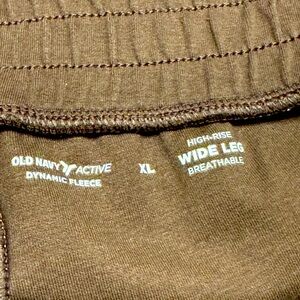 OLD NAVY ACTIVE
DYNAMIC FLEECE
XL
HIGH-RISE
WIDE LEG
BREATHABLE